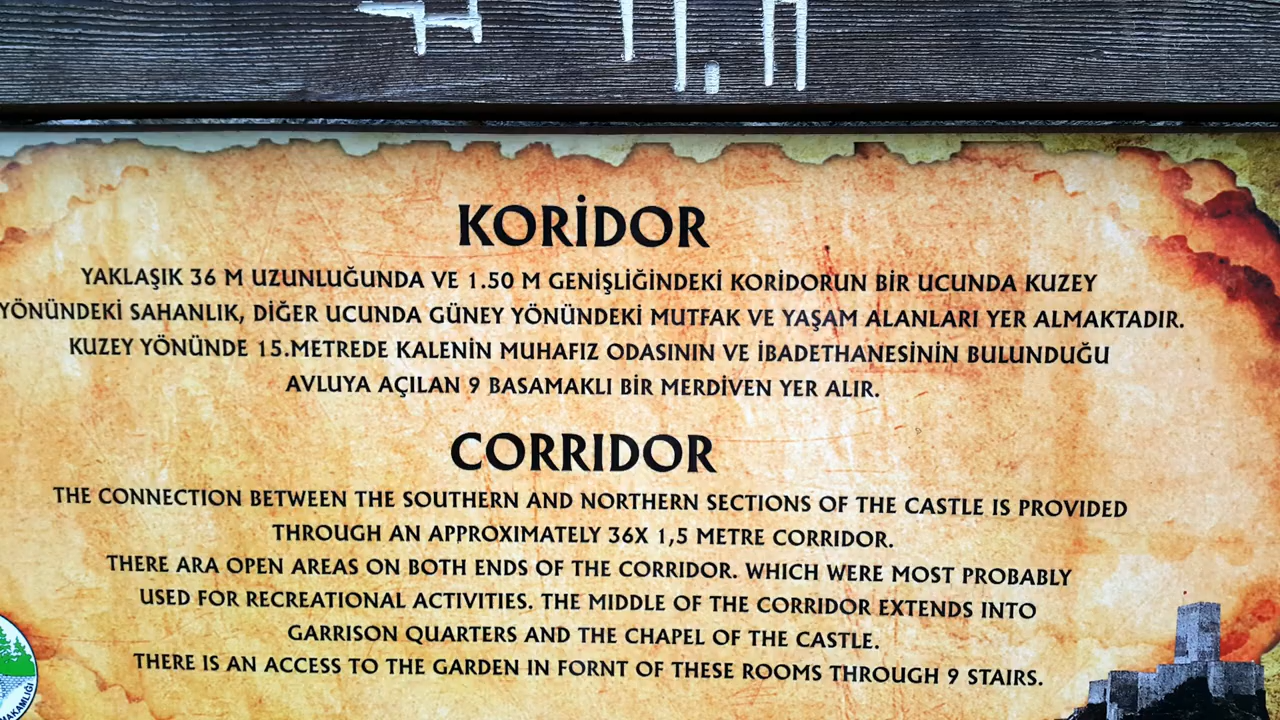 KORİDOR
YAKLAŞIK 36 M UZUNLUĞUNDA VE 1.50 M GENİŞLİĞİNDEKİ KORİDORUN BİR UCUNDA KUZEY
YÖNÜNDEKİ SAHANLIK, DİĞER UCUNDA GÜNEY YÖNÜNDEKİ MUTFAK VE YAŞAM ALANLARI YER ALMAKTADIR.
KUZEY YÖNÜNDE 15.METREDE KALENİN MUHAFIZ ODASININ VE İBADETHANESİNİN BULUNDUĞU
AVLUYA AÇILAN 9 BASAMAKLI BİR MERDİVEN YER ALIR.
CORRIDOR
THE CONNECTION BETWEEN THE SOUTHERN AND NORTHERN SECTIONS OF THE CASTLE IS PROVIDED
THROUGH AN APPROXIMATELY 36X 1,5 METRE CORRIDOR.
THERE ARA OPEN AREAS ON BOTH ENDS OF THE CORRIDOR. WHICH WERE MOST PROBABLY
USED FOR RECREATIONAL ACTIVITIES. THE MIDDLE OF THE CORRIDOR EXTENDS INTO
GARRISON QUARTERS AND THE CHAPEL OF THE CASTLE.
THERE IS AN ACCESS TO THE GARDEN IN FORNT OF THESE ROOMS THROUGH 9 STAIRS.